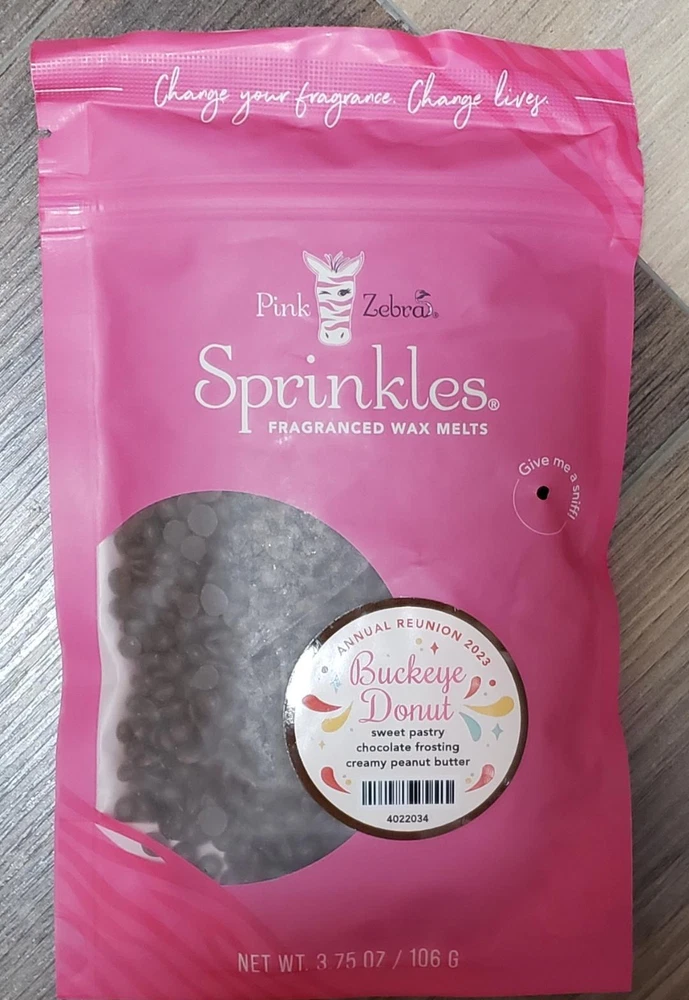 Change your fragrance. Change lives.
Pink Zebra®
Sprinkles®
FRAGRANCED WAX MELTS
Give me a sniff!
ANNUAL REUNION 2023
Buckeye
Donut
sweet pastry
chocolate frosting
creamy peanut butter
4022034
NET WT. 3.75 OZ / 106 G